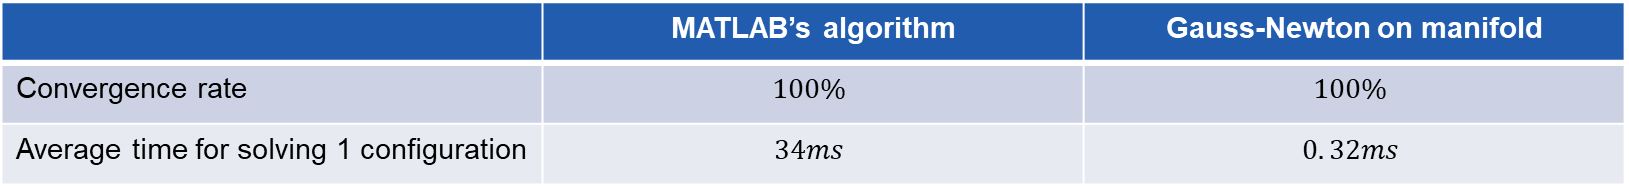 MATLAB's algorithm Gauss-Newton on manifold
Convergence rate 100% 100%
Average time for solving 1 configuration 34ms 0.32ms